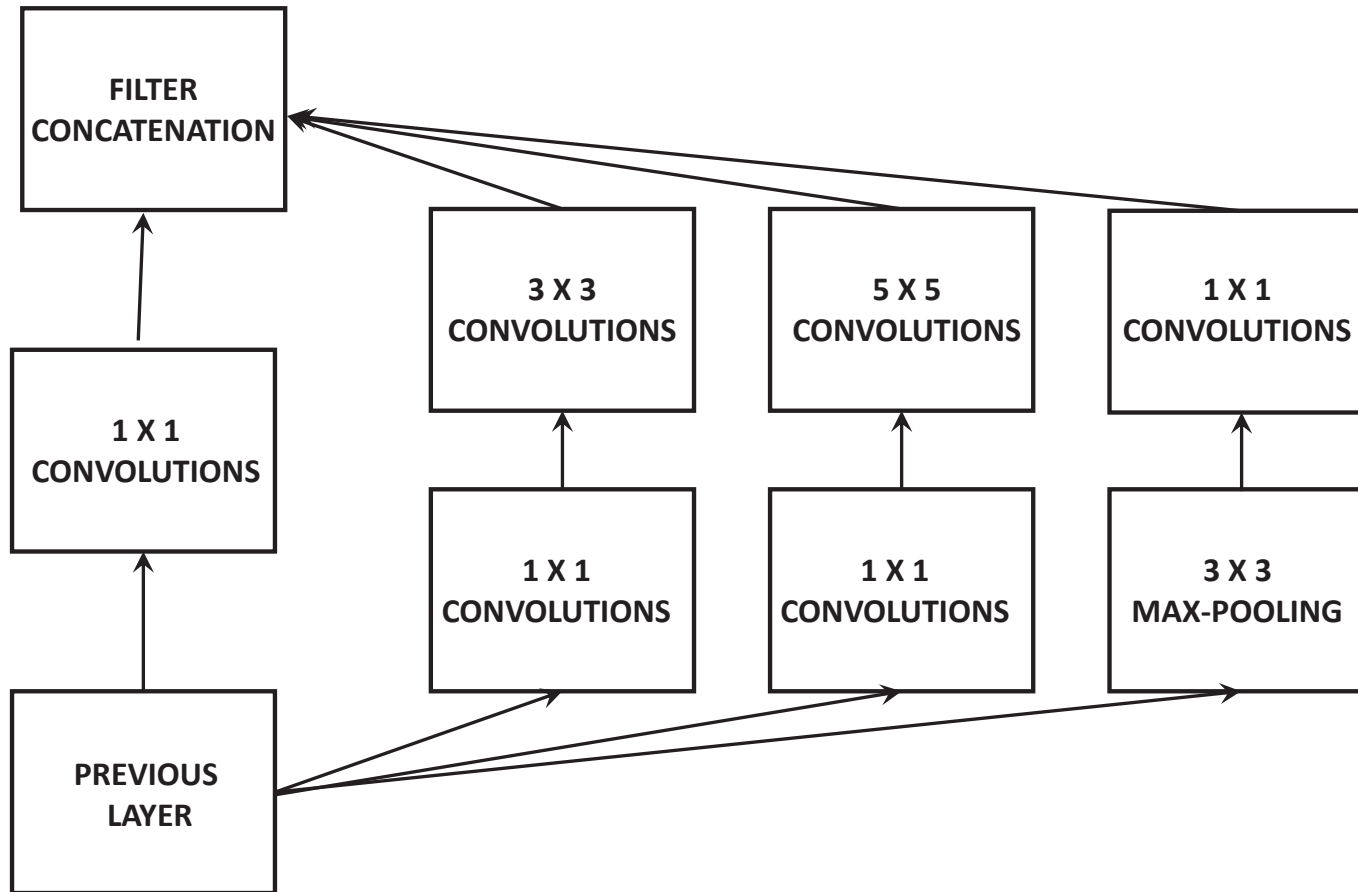 FILTER
CONCATENATION
3 X 3
CONVOLUTIONS
5 X 5
CONVOLUTIONS
1 X 1
CONVOLUTIONS
1 X 1
CONVOLUTIONS
1 X 1
CONVOLUTIONS
1 X 1
CONVOLUTIONS
3 X 3
MAX-POOLING
PREVIOUS
LAYER